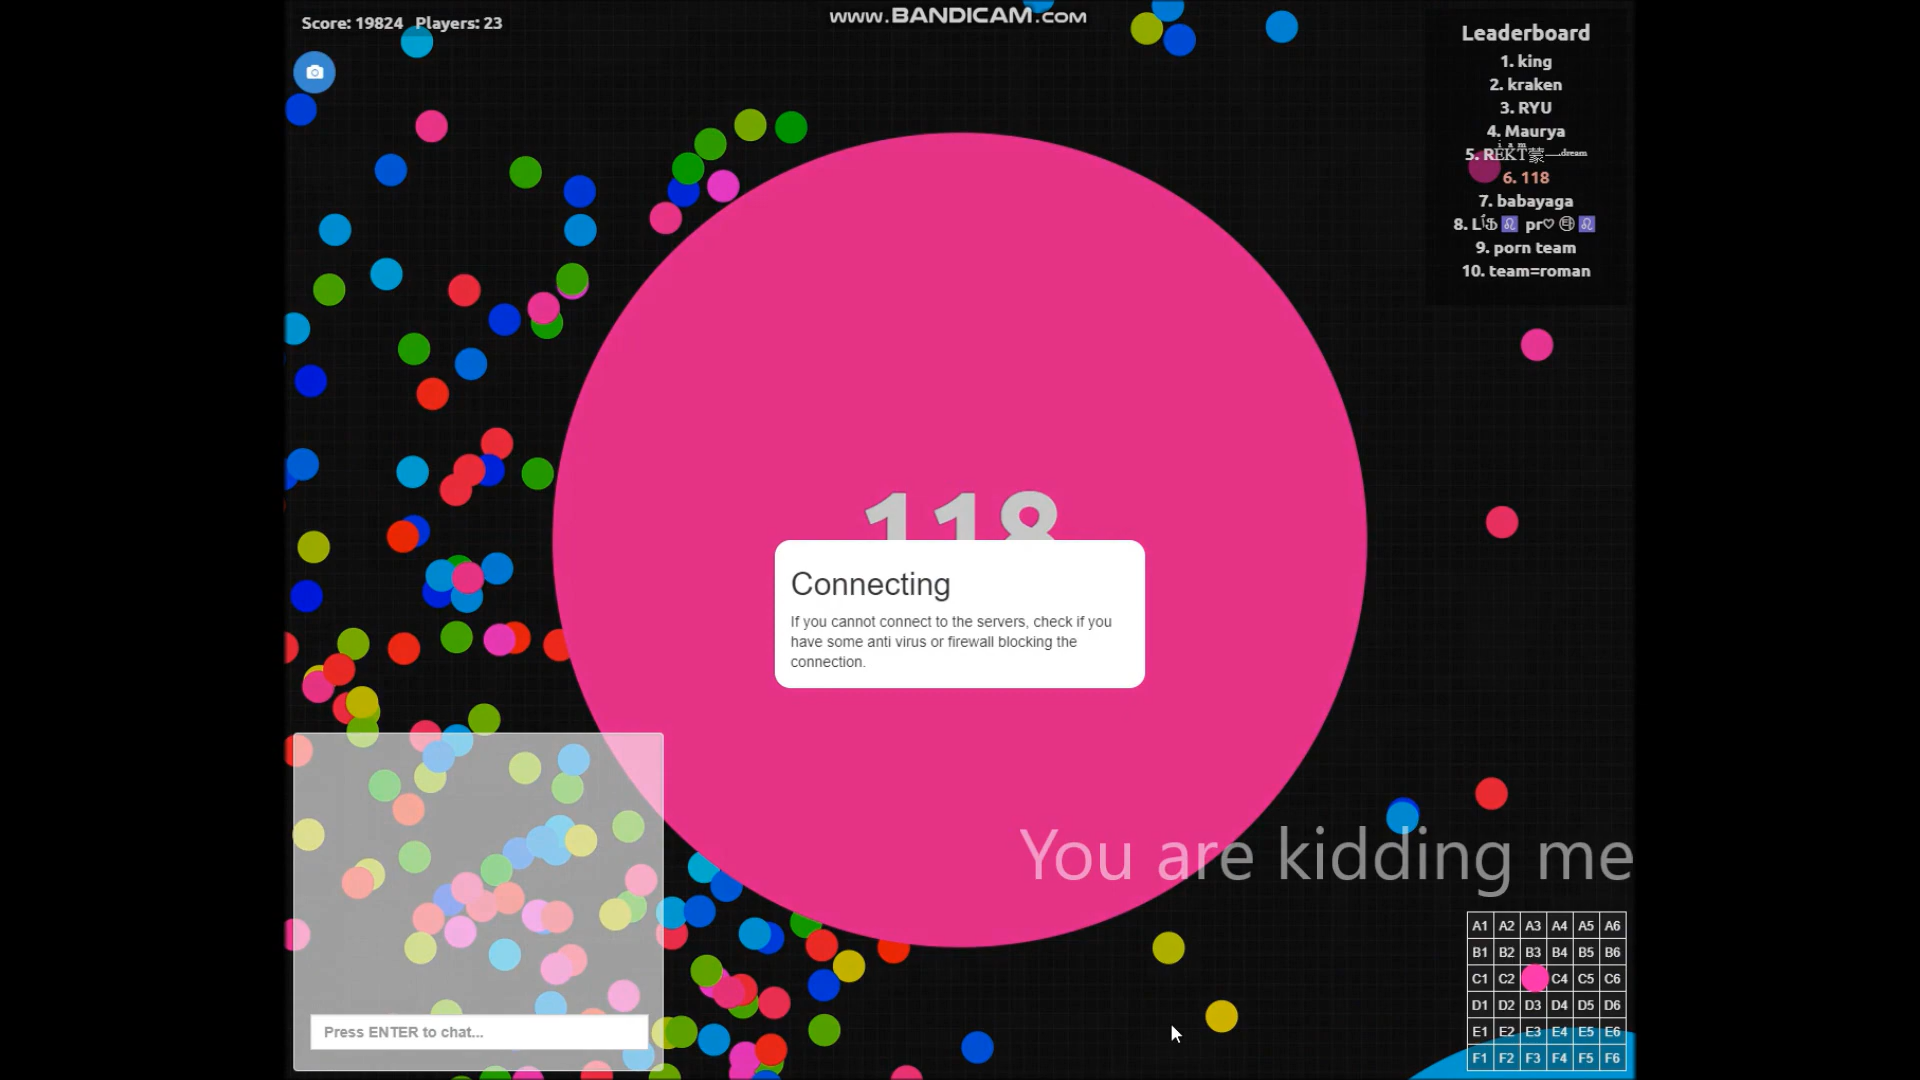 Score: 19824 Players: 23
www.BANDICAM.com
Leaderboard
1. king
2. kraken
3. RYU
4. Maurya
6. 118
7. babayaga
9. porn team
10. team=roman
118
Connecting
If you cannot connect to the servers, check if you
have some anti virus or firewall blocking the
connection.
You are kidding me
Press ENTER to chat...
A1 A2 A3 A4 A5 A6
B1 B2 B3 B4 B5 B6
C1 C2 C4 C5 C6
D1 D2 D3 D4 D5 D6
E1 E2 E3 E4 E5 E6
F1 F2 F3 F4 F5 F6